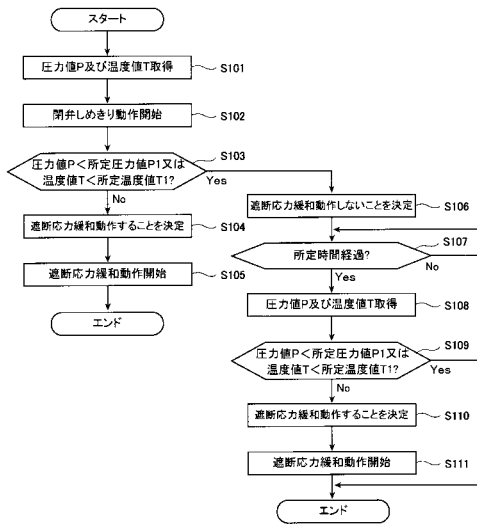 スタート
圧力値P及び温度値T取得
S101
閉弁しめきり動作開始
S102
圧力値P＜所定圧力値P1又は
温度値T＜所定温度値T1?
S103
Yes
No
遮断応力緩和動作することを決定
S104
遮断応力緩和動作開始
S105
エンド
遮断応力緩和動作しないことを決定
S106
所定時間経過?
S107
No
Yes
圧力値P及び温度値T取得
S108
圧力値P＜所定圧力値P1又は
温度値T＜所定温度値T1?
S109
Yes
No
遮断応力緩和動作することを決定
S110
遮断応力緩和動作開始
S111
エンド